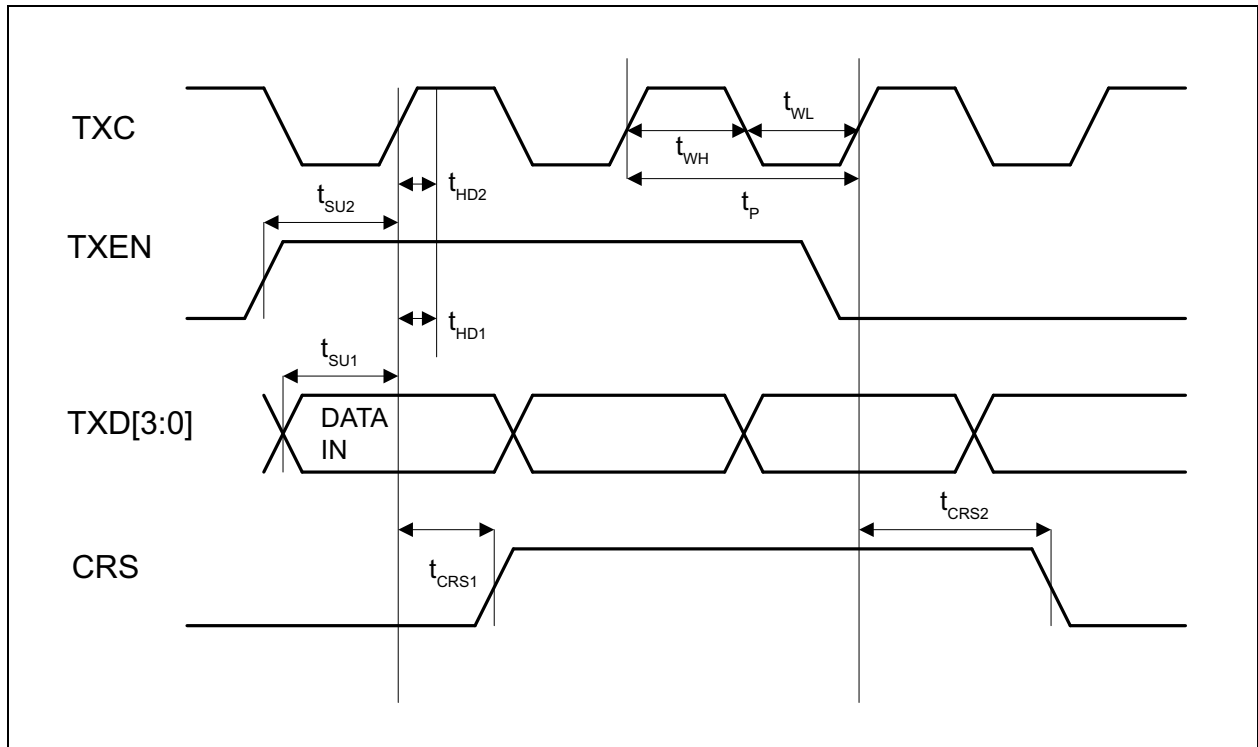 TXC
tWL
tWH
tHD2
tSU2
tP
TXEN
tHD1
tSU1
TXD[3:0]
DATA
IN
tCRS2
CRS
tCRS1